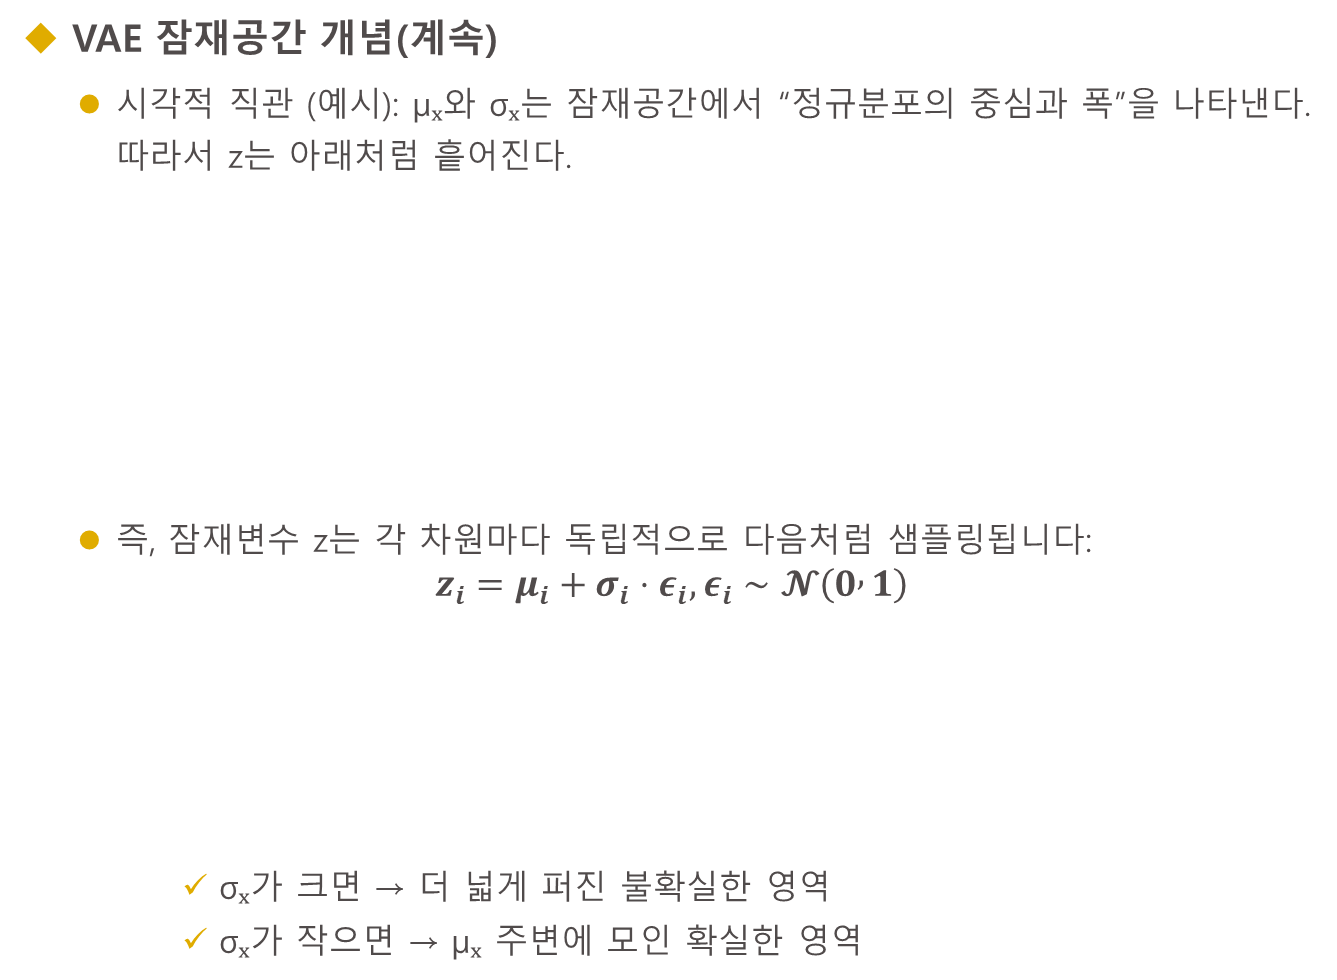 ◆ VAE 잠재공간 개념(계속)
● 시각적 직관 (예시): μₓ와 σₓ는 잠재공간에서 “정규분포의 중심과 폭”을 나타낸다.
따라서 z는 아래처럼 흩어진다.
● 즉, 잠재변수 z는 각 차원마다 독립적으로 다음처럼 샘플링됩니다:
𝒛ᵢ = 𝝁ᵢ + 𝝈ᵢ · 𝝐ᵢ, 𝝐ᵢ ~ 𝓝(𝟎, 𝟏)
✓ σₓ가 크면 → 더 넓게 퍼진 불확실한 영역
✓ σₓ가 작으면 → μₓ 주변에 모인 확실한 영역